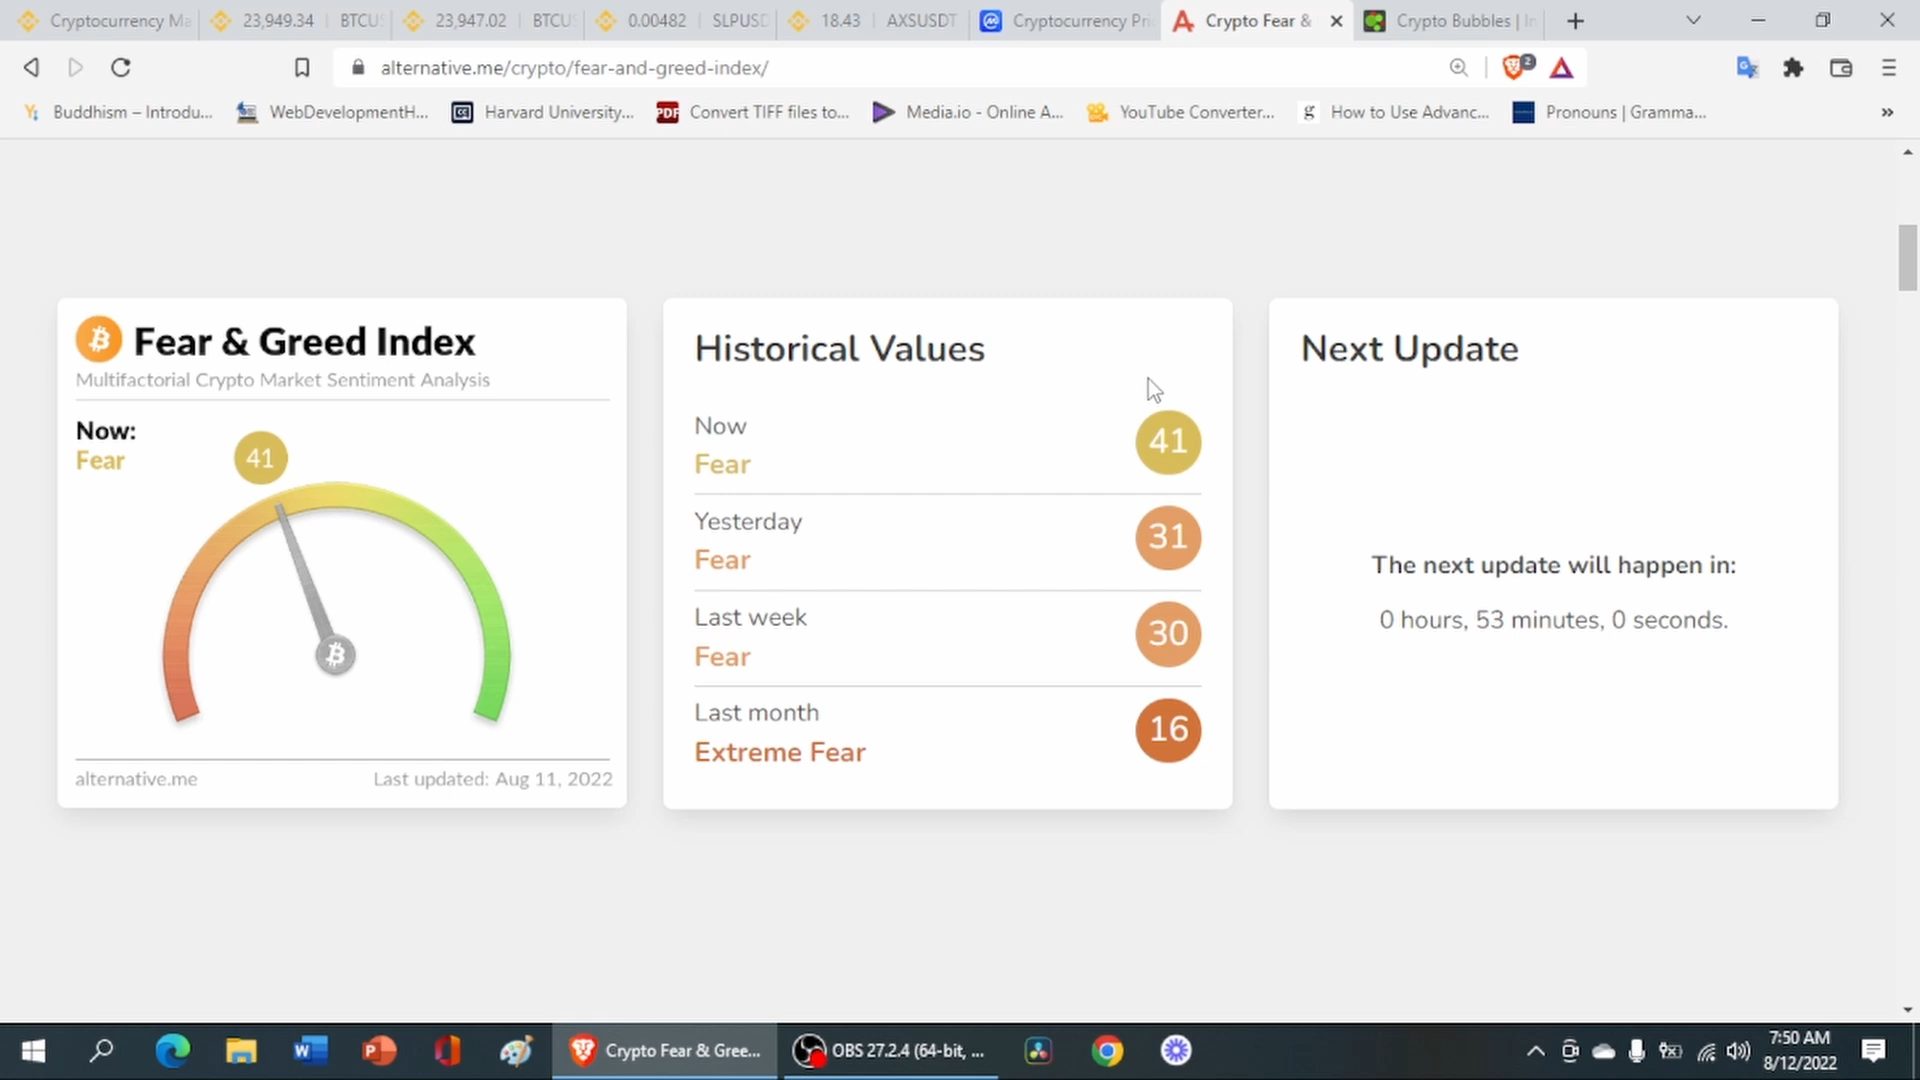 Cryptocurrency Ma
23,949.34 | BTCUS
23,947.02 | BTCUS
0.00482 | SLPUSD
18.43 | AXSUSDT
Cryptocurrency Pri
Crypto Fear &
Crypto Bubbles | In
alternative.me/crypto/fear-and-greed-index/
2
Buddhism – Introdu...
WebDevelopmentH...
Harvard University...
PDF
Convert TIFF files to...
Media.io - Online A...
YouTube Converter...
g
How to Use Advanc...
Pronouns | Gramma...
»
Fear & Greed Index
Multifactorial Crypto Market Sentiment Analysis
Now:
Fear
41
alternative.me
Last updated: Aug 11, 2022
Historical Values
Now
Fear
41
Yesterday
Fear
31
Last week
Fear
30
Last month
Extreme Fear
16
Next Update
The next update will happen in:
0 hours, 53 minutes, 0 seconds.
Crypto Fear & Gree...
OBS 27.2.4 (64-bit, ...
7:50 AM
8/12/2022